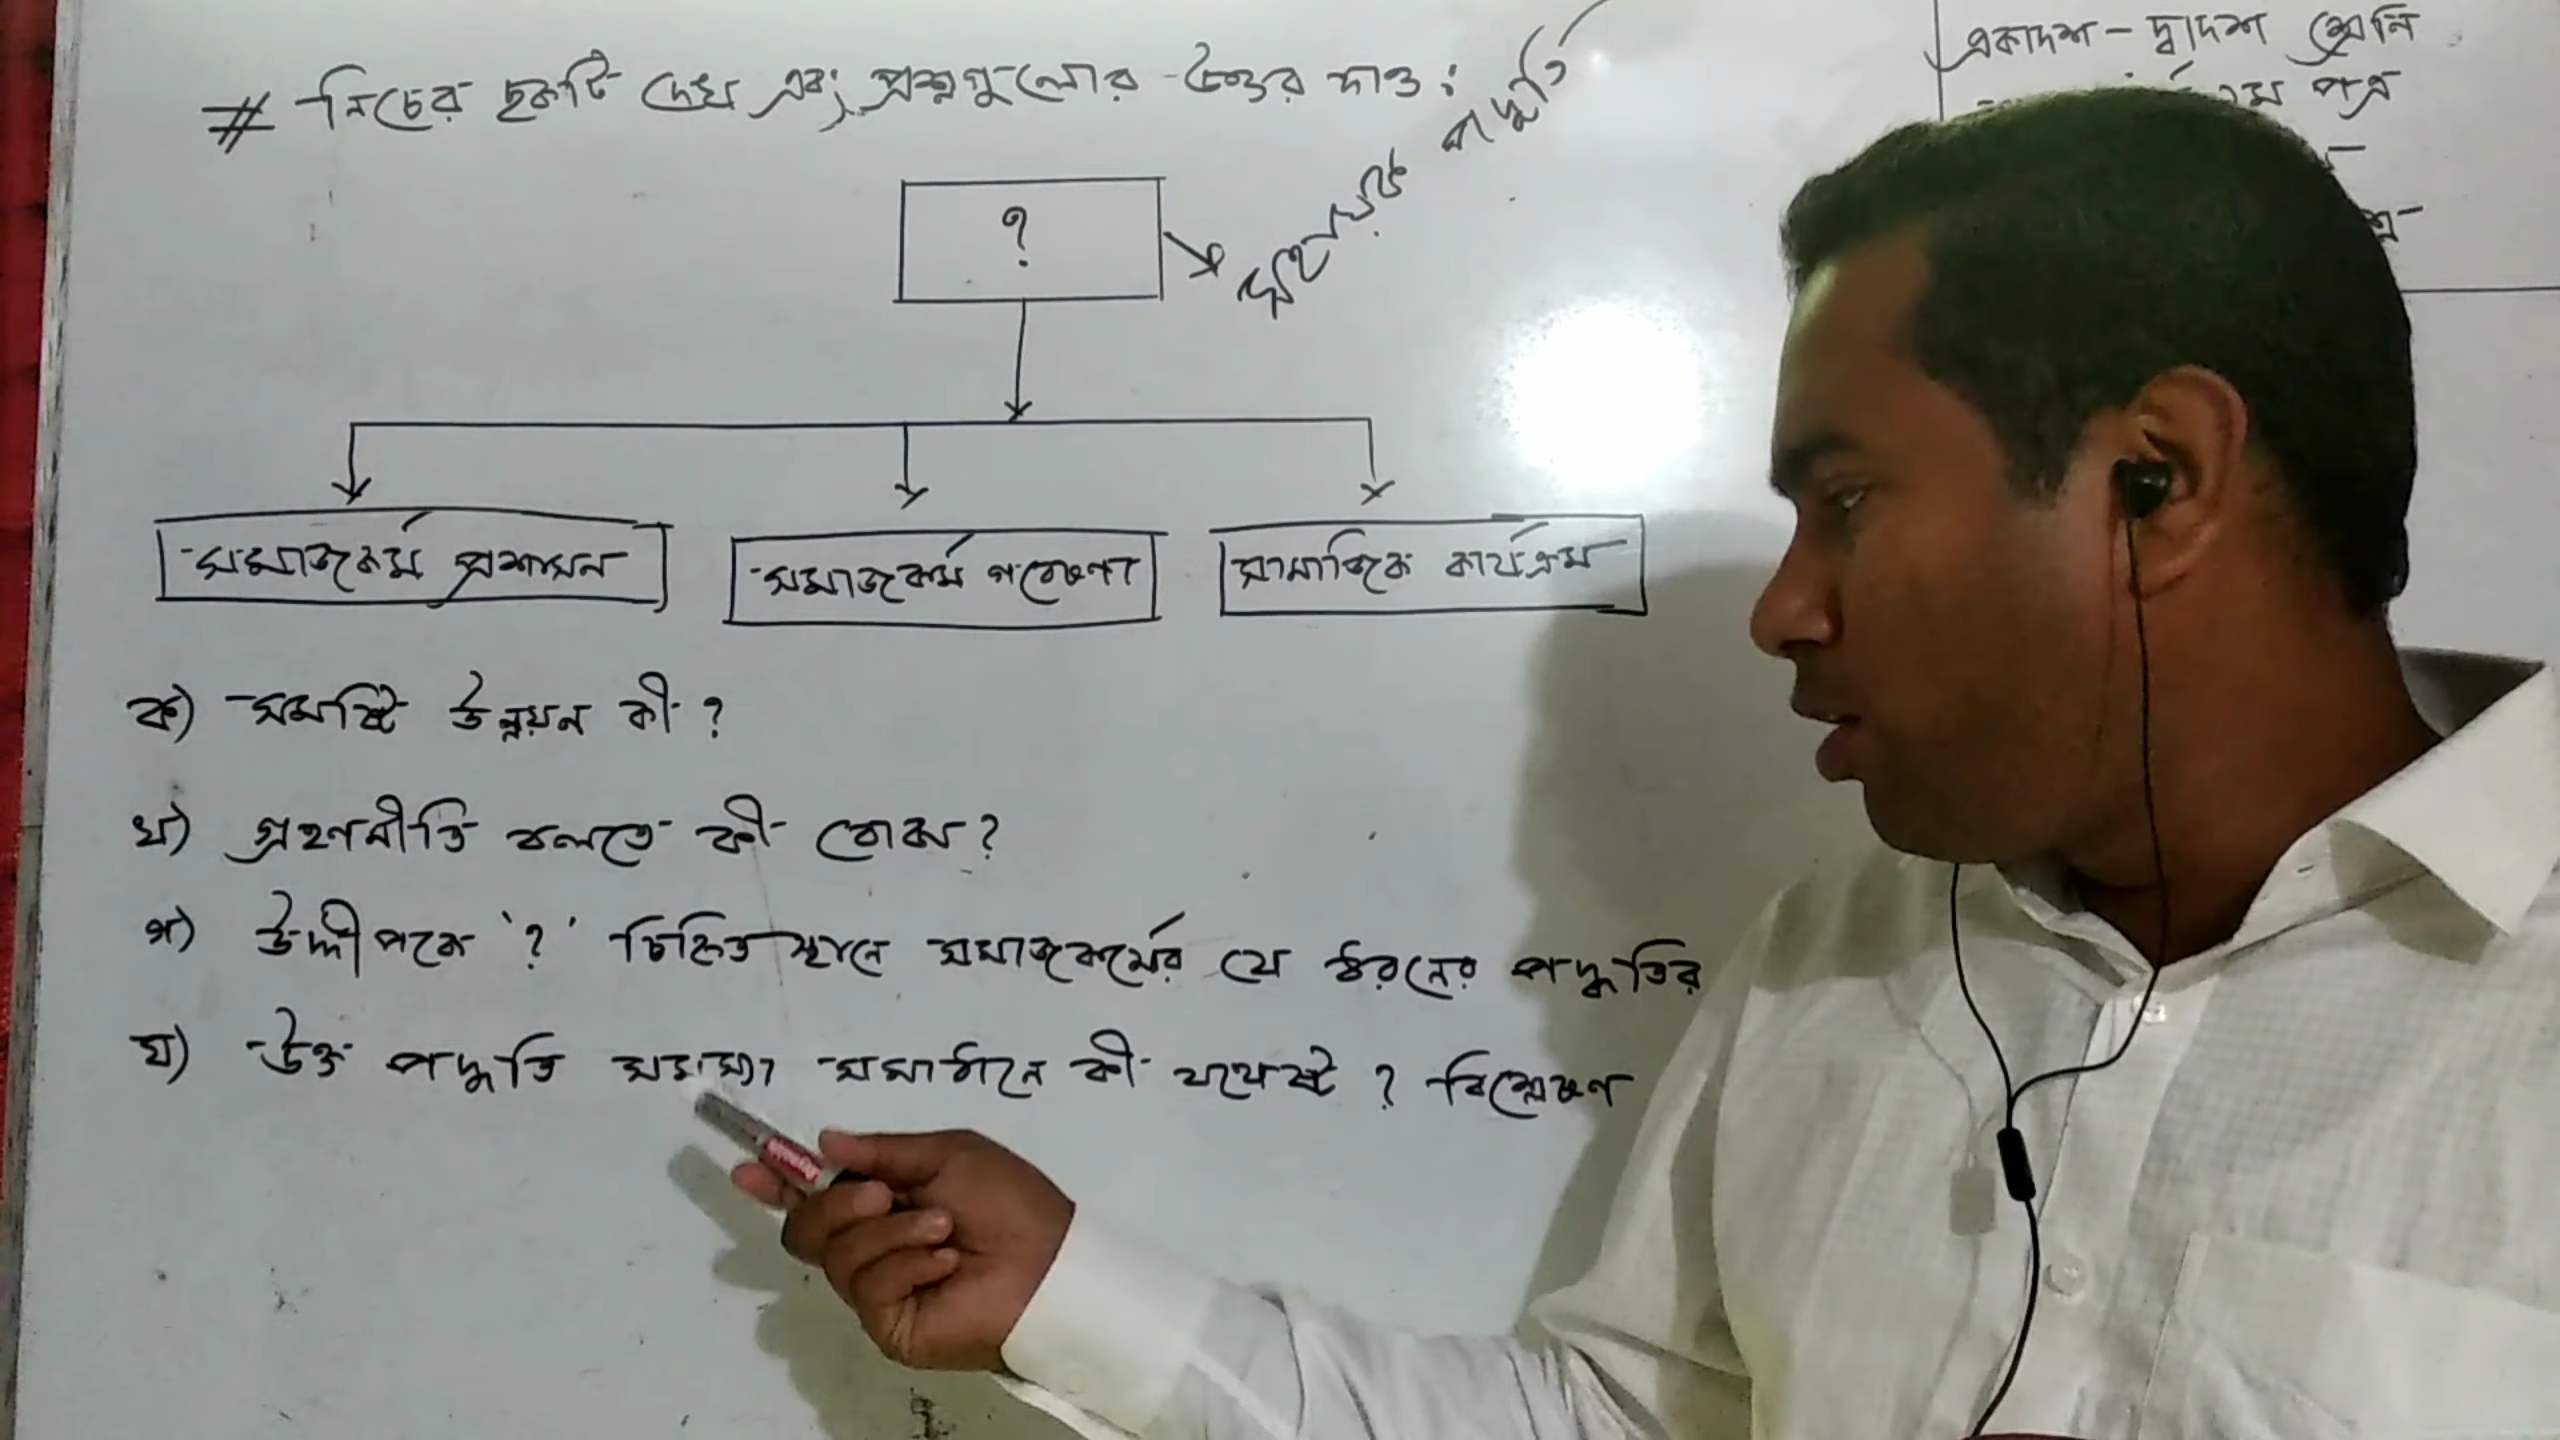 # নিচের ছকটি দেখ এবং প্রশ্নগুলোর উত্তর দাও :
একাদশ - দ্বাদশ শ্রেনি
পত্র
?
সহায়ক পদ্ধতি
সমাজকর্ম প্রশাসন
সমাজকর্ম গবেষণা
সামাজিক কার্যক্রম
ক) সমষ্টি উন্নয়ন কী ?
খ) গ্রহণনীতি বলতে কী বোঝ ?
গ) উদ্দীপকে '?' চিহ্নিত স্থানে সমাজকর্মের যে ধরনের পদ্ধতির
ঘ) উক্ত পদ্ধতি সমস্যা সমাধানে কী যথেষ্ট ? বিশ্লেষণ